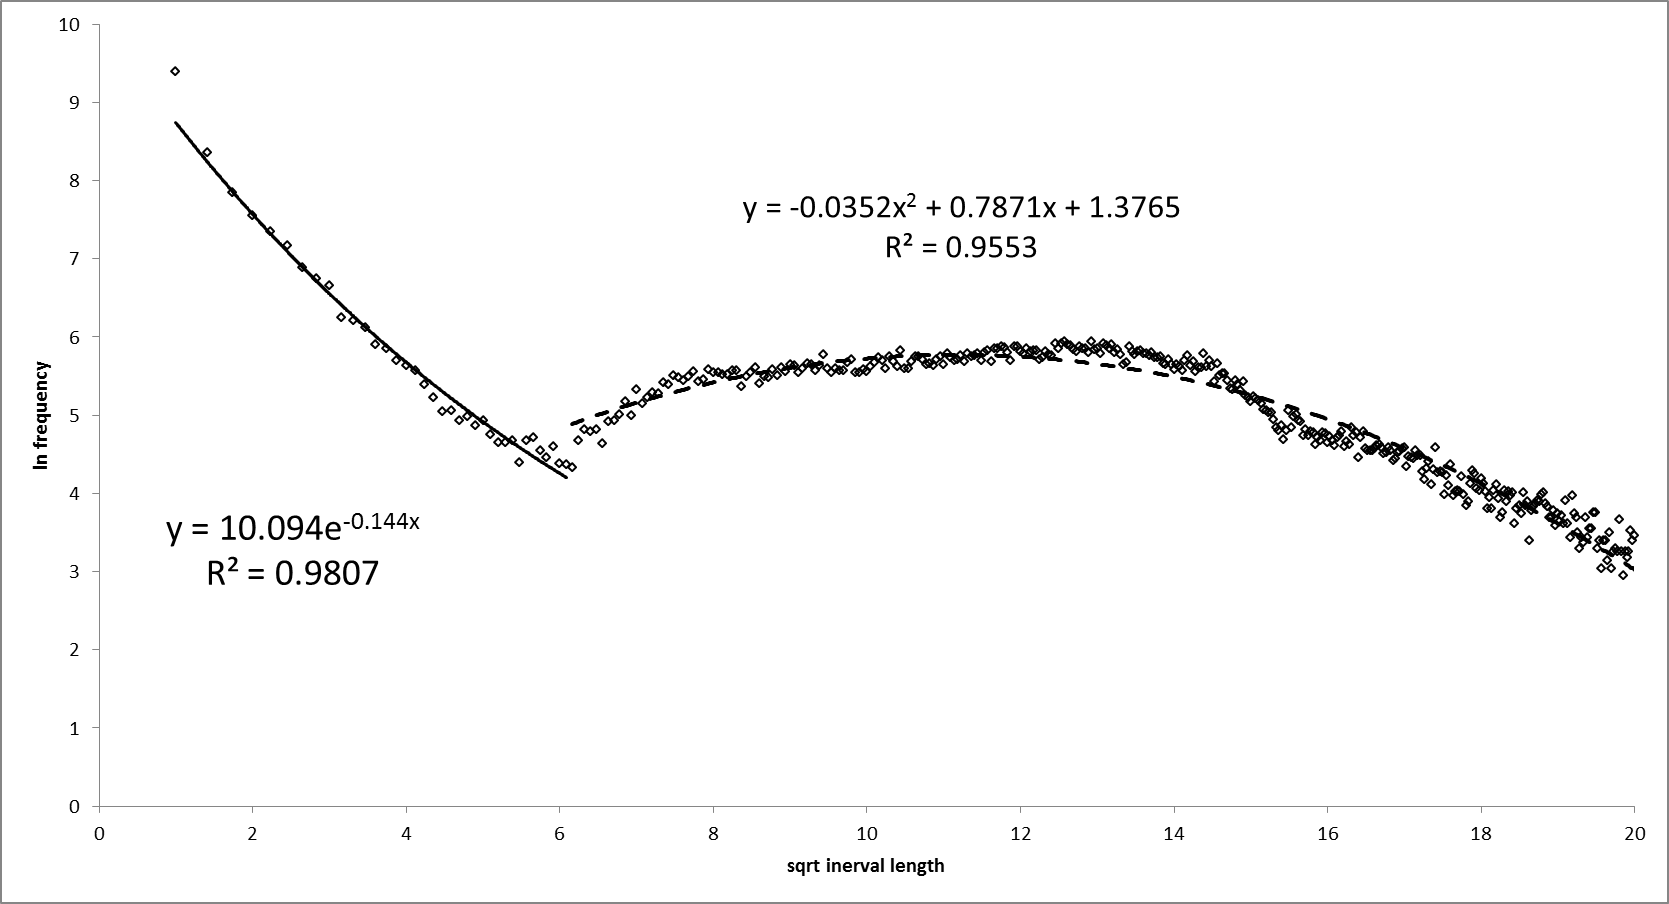 10
9
8
7
6
5
4
3
2
1
0
ln frequency
y = -0.0352x² + 0.7871x + 1.3765
R² = 0.9553
y = 10.094e^-0.144x
R² = 0.9807
0 2 4 6 8 10 12 14 16 18 20
sqrt inerval length